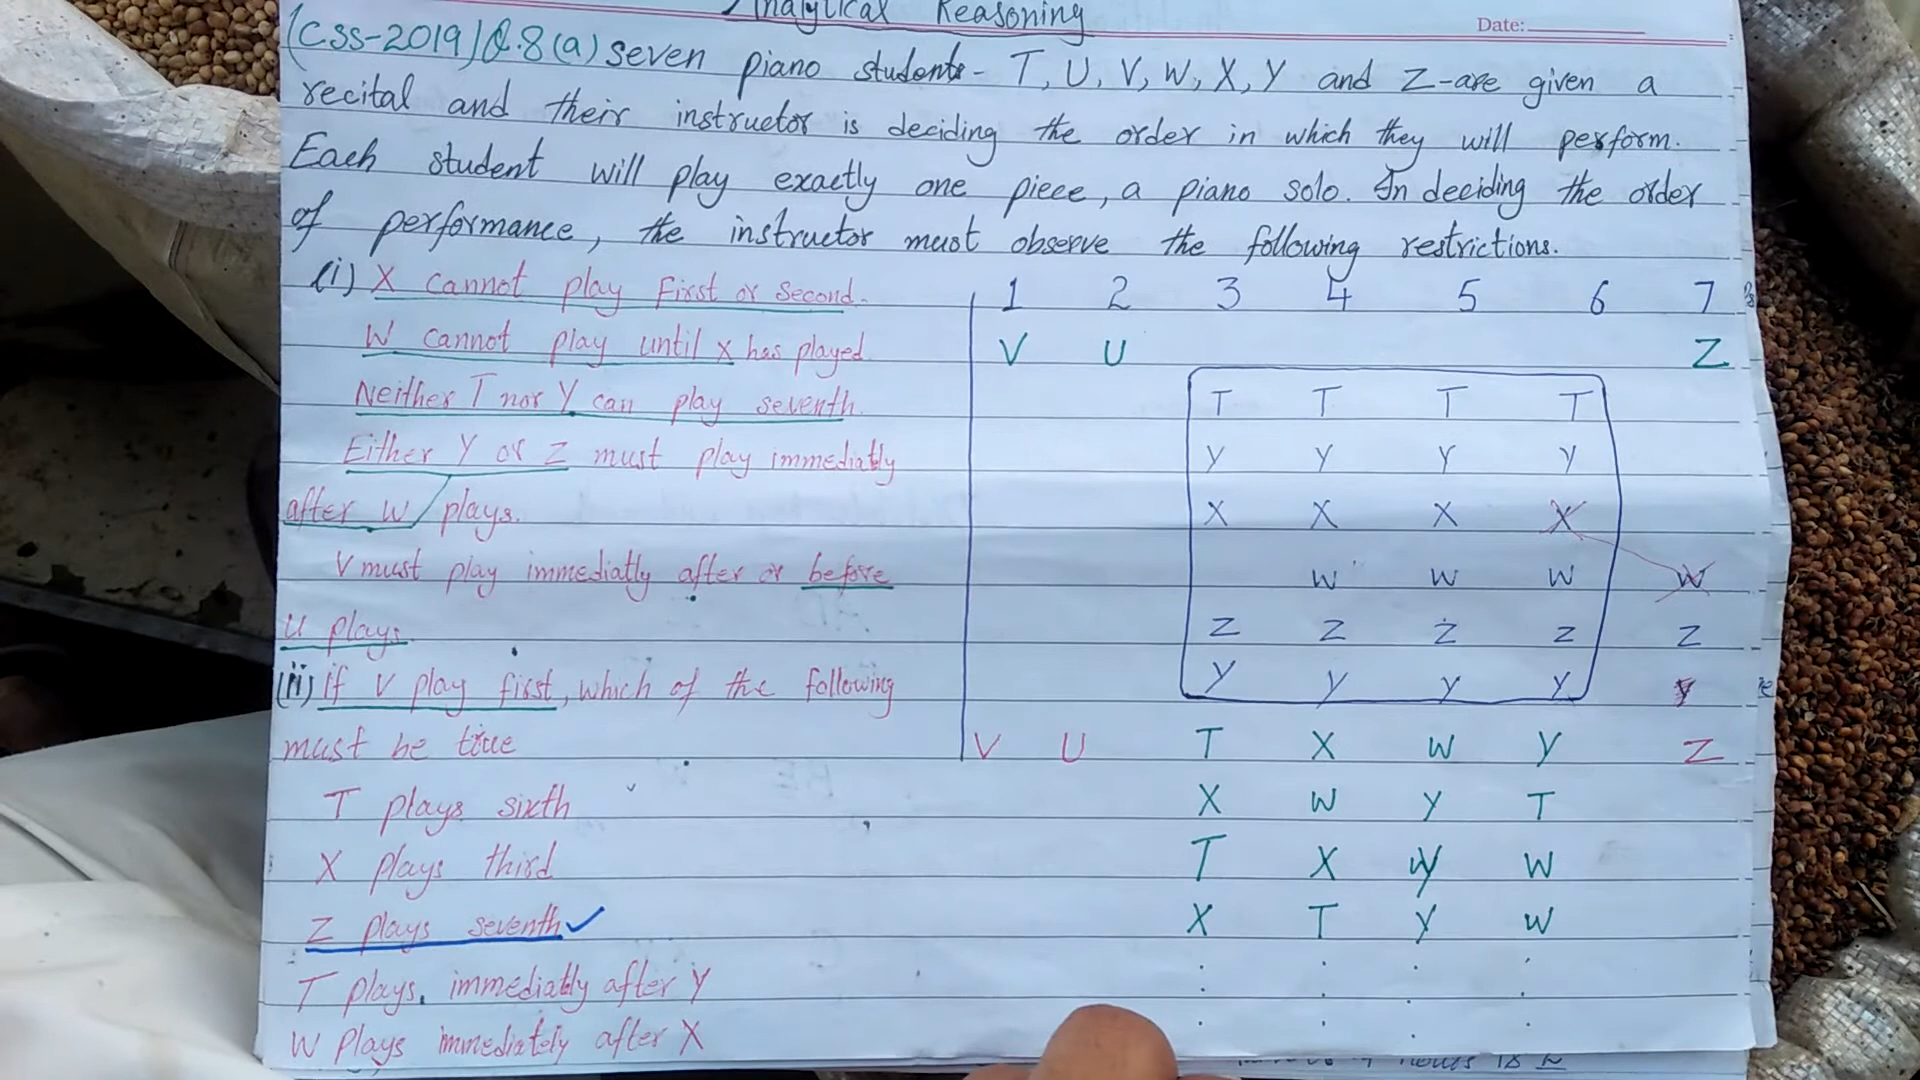 Analytical Reasoning
Date:
(CSS-2019) Q.8(a) seven piano students- T, U, V, W, X, Y and Z-are given a
recital and their instructor is deciding the order in which they will perform.
Each student will play exactly one piece, a piano solo. In deciding the order
of performance, the instructor must observe the following restrictions.
(i) X cannot play First or Second.
W cannot play until X has played
Neither T nor Y can play seventh
Either Y or Z must play immediatly
after W plays.
V must play immediatly after or before
U plays.
(ii) if V play first, which of the following
must be true
T plays sixth
X plays third
Z plays seventh ✓
T plays. immediatly after Y
W Plays immediately after X
1 2 3 4 5 6 7
V U Z
T T T T
Y Y Y Y
X X X X
W W W W
Z Z Z Z Z
Y Y Y Y Y
V U T X W Y Z
X W Y T
T X Y W
X T Y W
. . . .
. . . .